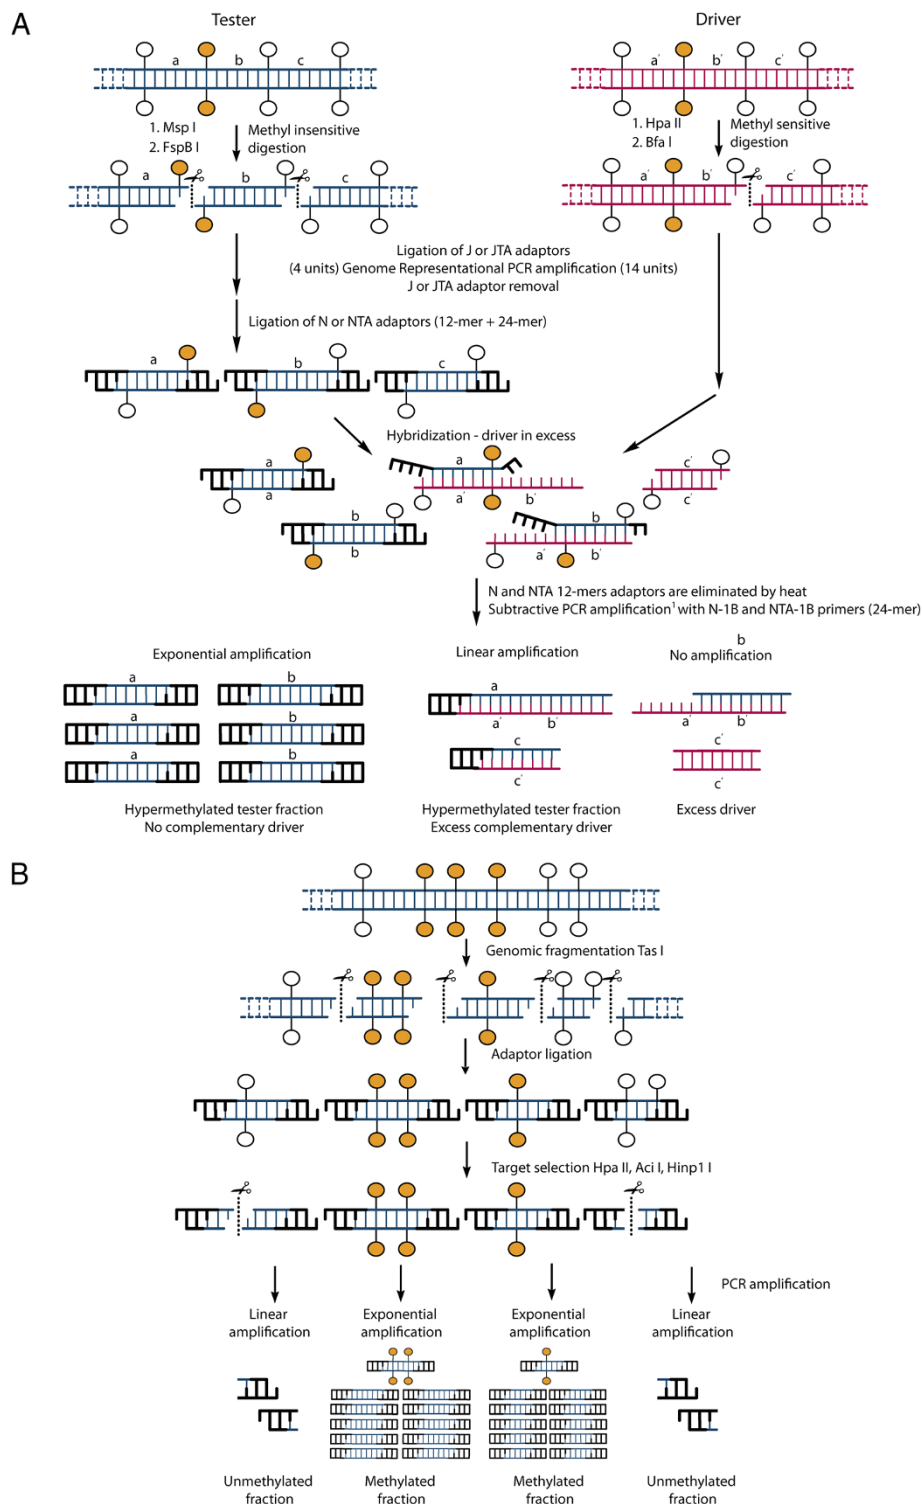 A
Tester
Driver
a b c
a' b' c'
1. Msp I
2. FspB I
Methyl insensitive
digestion
1. Hpa II
2. Bfa I
Methyl sensitive
digestion
a b c
a' b' c'
Ligation of J or JTA adaptors
(4 units) Genome Representational PCR amplification (14 units)
J or JTA adaptor removal
Ligation of N or NTA adaptors (12-mer + 24-mer)
a b c
Hybridization - driver in excess
a
a
a
a' b'
c'
c'
b
b
b
a' b'
N and NTA 12-mers adaptors are eliminated by heat
Subtractive PCR amplification¹ with N-1B and NTA-1B primers (24-mer)
Exponential amplification
Linear amplification
b
No amplification
a b
a b
a b
a
a' b'
c
c'
a' b'
c'
c'
Hypermethylated tester fraction
No complementary driver
Hypermethylated tester fraction
Excess complementary driver
Excess driver
B
Genomic fragmentation Tas I
Adaptor ligation
Target selection Hpa II, Aci I, Hinp1 I
PCR amplification
Linear
amplification
Exponential
amplification
Exponential
amplification
Linear
amplification
Unmethylated
fraction
Methylated
fraction
Methylated
fraction
Unmethylated
fraction